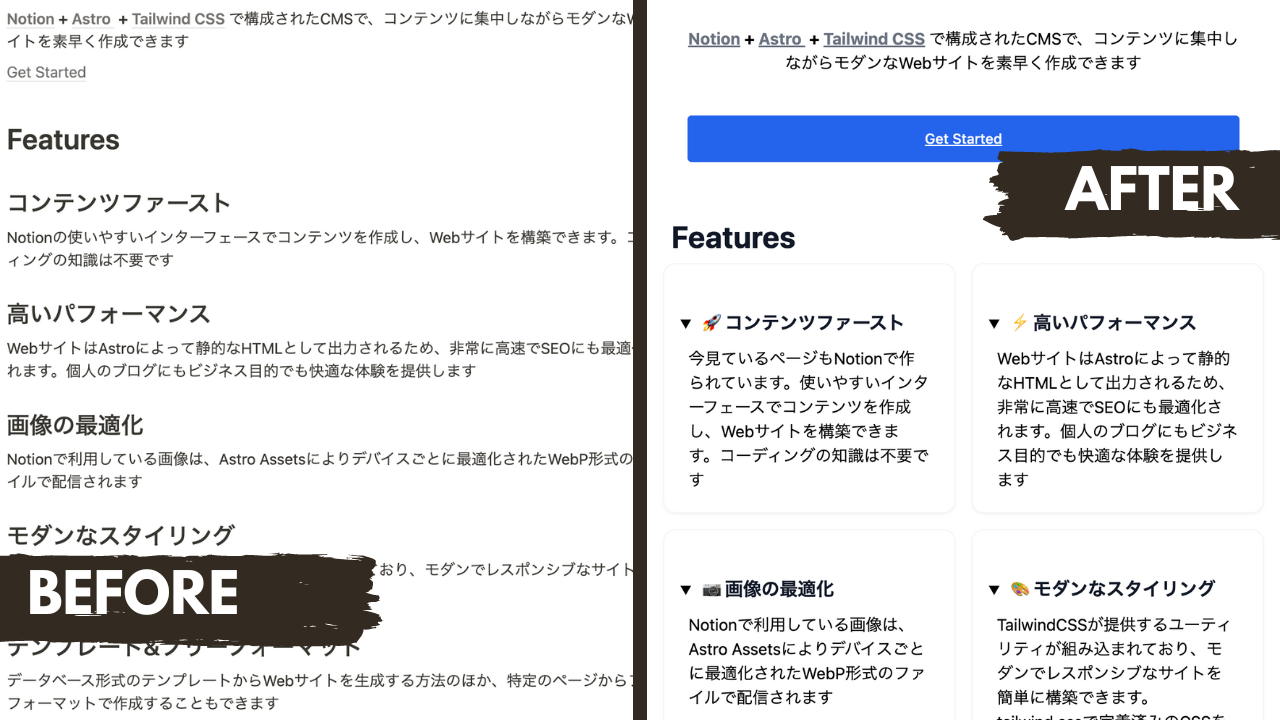 Notion + Astro + Tailwind CSS で構成されたCMSで、コンテンツに集中しながらモダンなW
イトを素早く作成できます
Get Started
Features
コンテンツファースト
Notionの使いやすいインターフェースでコンテンツを作成し、Webサイトを構築できます。コ
ィングの知識は不要です
高いパフォーマンス
WebサイトはAstroによって静的なHTMLとして出力されるため、非常に高速でSEOにも最適
れます。個人のブログにもビジネス目的でも快適な体験を提供します
画像の最適化
Notionで利用している画像は、Astro Assetsによりデバイスごとに最適化されたWebP形式の
イルで配信されます
モダンなスタイリング
おり、モダンでレスポンシブなサイト
BEFORE
テンプレート&フリーフォーマット
データベース形式のテンプレートからWebサイトを生成する方法のほか、特定のページから
フォーマットで作成することもできます
Notion + Astro + Tailwind CSS で構成されたCMSで、コンテンツに集中し
ながらモダンなWebサイトを素早く作成できます
Get Started
AFTER
Features
▼ 🚀 コンテンツファースト
今見ているページもNotionで作
られています。使いやすいインタ
ーフェースでコンテンツを作成
し、Webサイトを構築できま
す。コーディングの知識は不要で
す
▼ ⚡ 高いパフォーマンス
WebサイトはAstroによって静的
なHTMLとして出力されるため、
非常に高速でSEOにも最適化さ
れます。個人のブログにもビジネ
ス目的でも快適な体験を提供し
ます
▼ 📷 画像の最適化
Notionで利用している画像は、
Astro Assetsによりデバイスごと
に最適化されたWebP形式のファ
イルで配信されます
▼ 🎨 モダンなスタイリング
TailwindCSSが提供するユーティ
リティが組み込まれており、モ
ダンでレスポンシブなサイトを
簡単に構築できます。
tailwind.cssで定義済みのCSSを